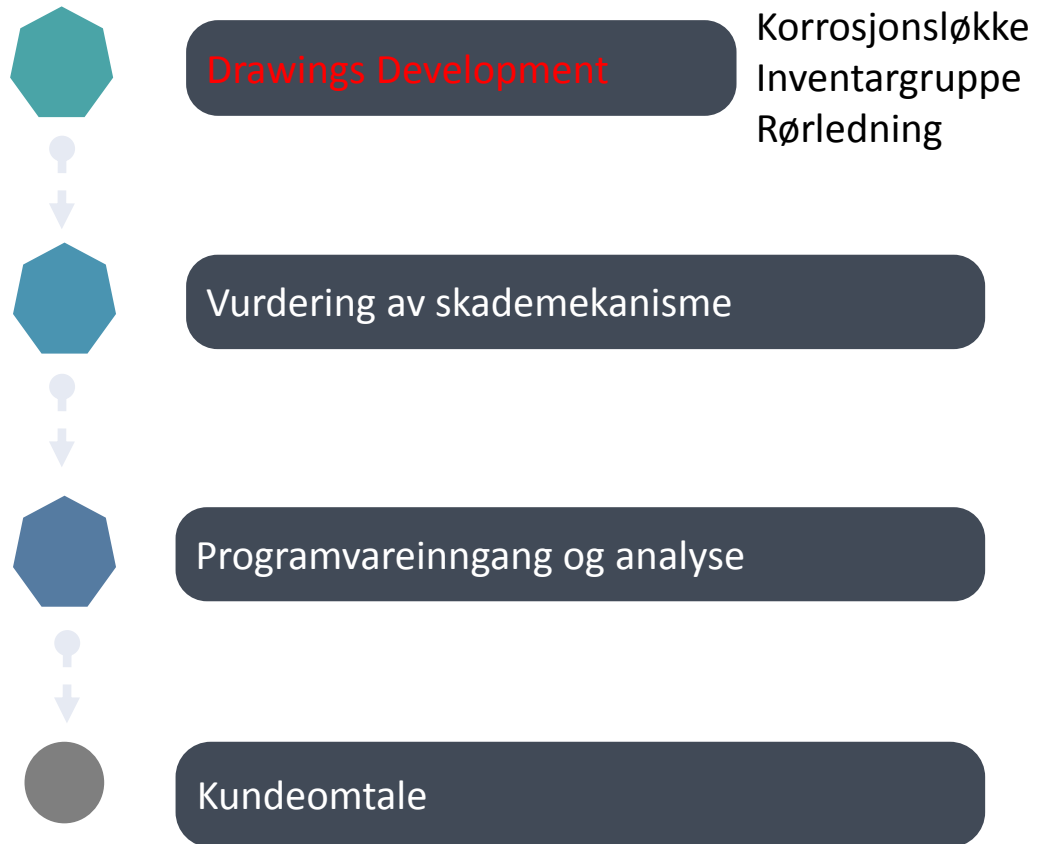 Drawings Development
Korrosjonsløkke
Inventargruppe
Rørledning
Vurdering av skademekanisme
Programvareinngang og analyse
Kundeomtale